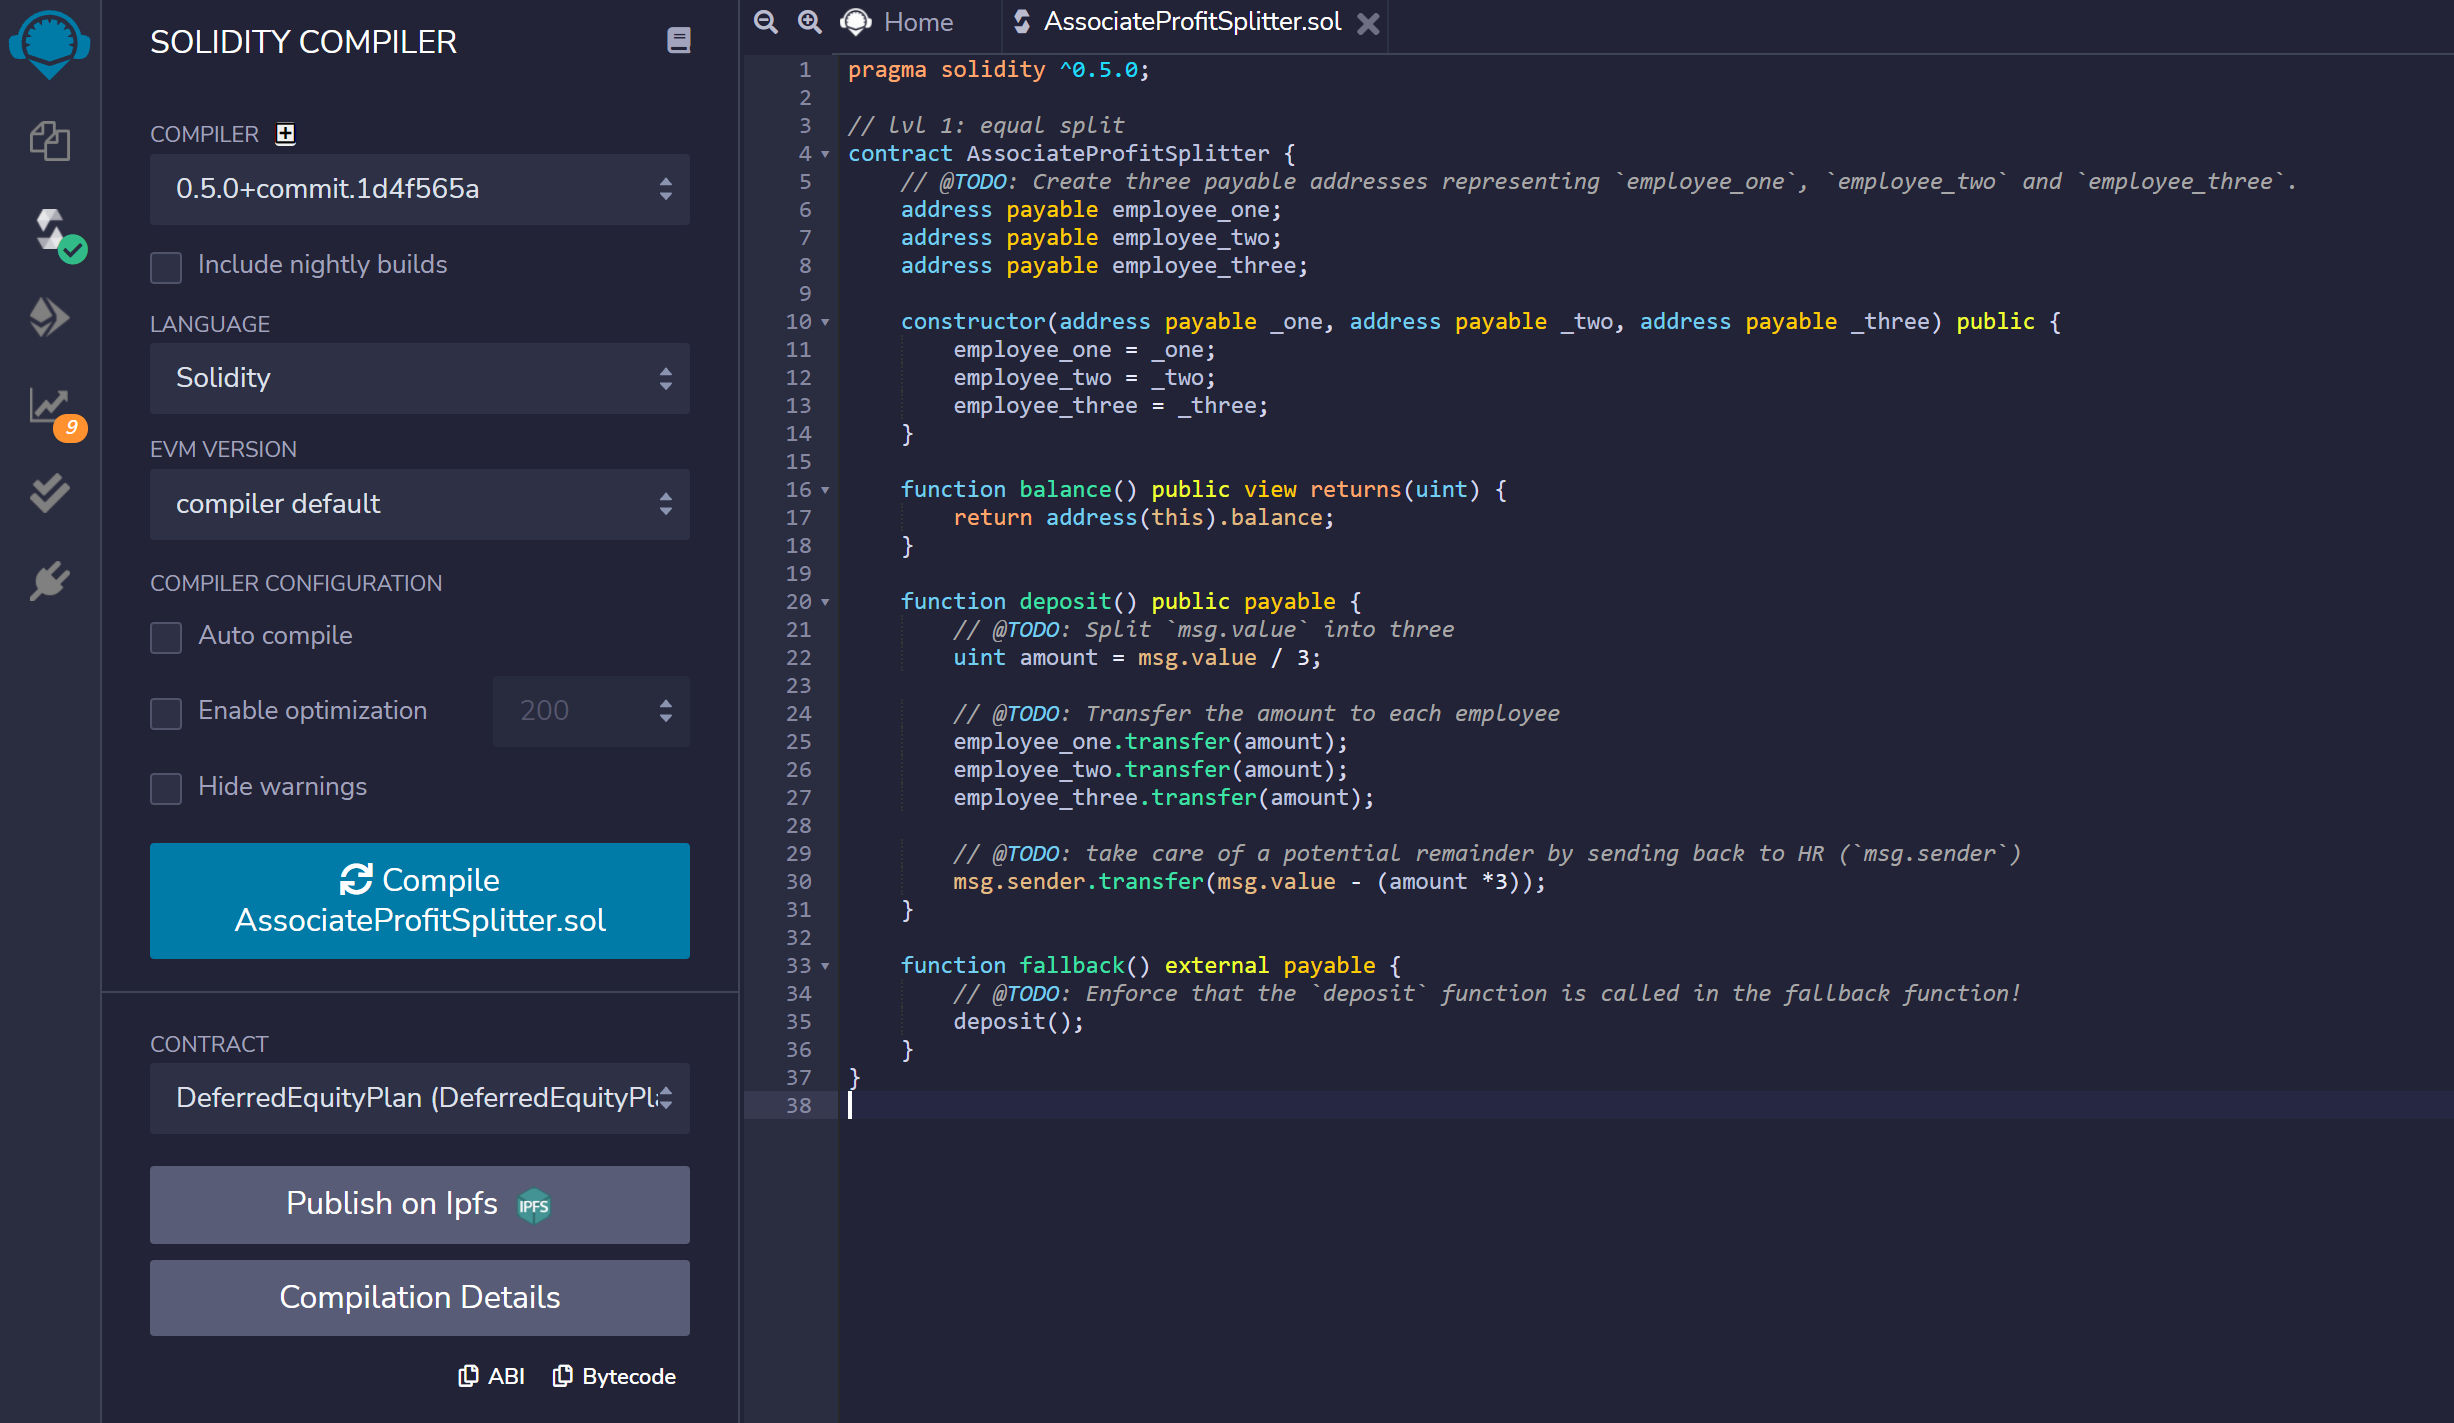 SOLIDITY COMPILER
COMPILER
0.5.0+commit.1d4f565a
Include nightly builds
LANGUAGE
Solidity
EVM VERSION
compiler default
COMPILER CONFIGURATION
Auto compile
Enable optimization 200
Hide warnings
Compile
AssociateProfitSplitter.sol
CONTRACT
DeferredEquityPlan (DeferredEquityPl
Publish on Ipfs IPFS
Compilation Details
ABI Bytecode
9
Home AssociateProfitSplitter.sol
1 pragma solidity ^0.5.0;
2
3 // lvl 1: equal split
4 contract AssociateProfitSplitter {
5     // @TODO: Create three payable addresses representing `employee_one`, `employee_two` and `employee_three`.
6     address payable employee_one;
7     address payable employee_two;
8     address payable employee_three;
9
10     constructor(address payable _one, address payable _two, address payable _three) public {
11         employee_one = _one;
12         employee_two = _two;
13         employee_three = _three;
14     }
15
16     function balance() public view returns(uint) {
17         return address(this).balance;
18     }
19
20     function deposit() public payable {
21         // @TODO: Split `msg.value` into three
22         uint amount = msg.value / 3;
23
24         // @TODO: Transfer the amount to each employee
25         employee_one.transfer(amount);
26         employee_two.transfer(amount);
27         employee_three.transfer(amount);
28
29         // @TODO: take care of a potential remainder by sending back to HR (`msg.sender`)
30         msg.sender.transfer(msg.value - (amount *3));
31     }
32
33     function fallback() external payable {
34         // @TODO: Enforce that the `deposit` function is called in the fallback function!
35         deposit();
36     }
37 }
38